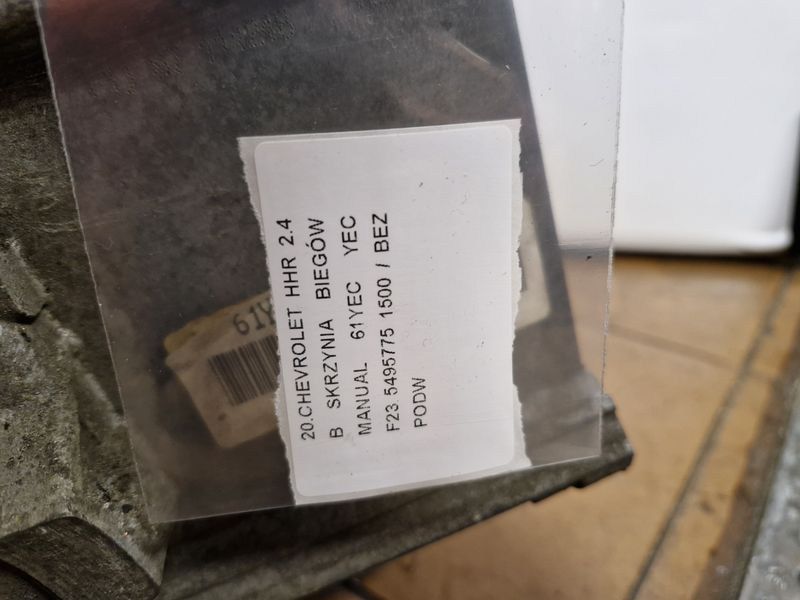 20.CHEVROLET HHR 2.4
B SKRZYNIA BIEGÓW
MANUAL 61YEC YEC
F23 5495775 1500 / BEZ
PODW